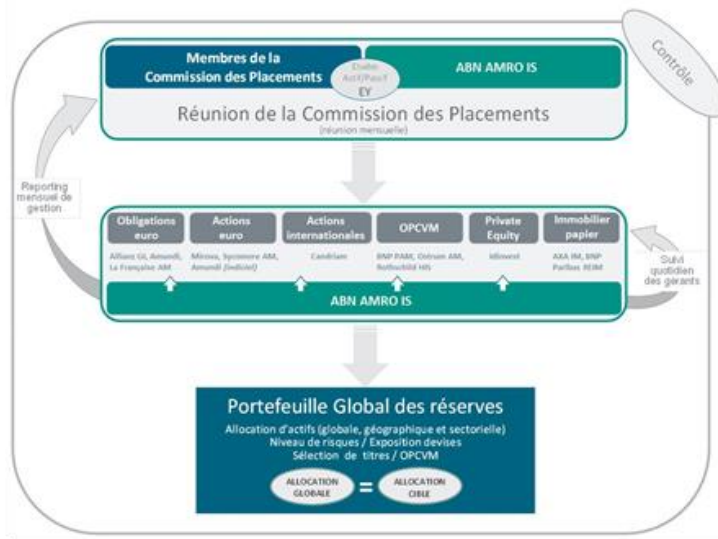 Contrôle
Membres de la
Commission des Placements
Etudes
Actif/Passif
EY
ABN AMRO IS
Réunion de la Commission des Placements
(réunion mensuelle)
Reporting
mensuel de
gestion
Obligations
euro
Actions
euro
Actions
internationales
OPCVM
Private
Equity
Immobilier
papier
Allianz GI, Amundi,
La Française AM
Mirova, Sycomore AM,
Amundi (indiciel)
Candriam
BNP PAM, Ostrum AM,
Rothschild HN
Idinvest
AXA IM, BNP
Paribas REIM
Suivi
quotidien
des gérants
ABN AMRO IS
Portefeuille Global des réserves
Allocation d'actifs (globale, géographique et sectorielle)
Niveau de risques / Exposition devises
Sélection de titres / OPCVM
ALLOCATION
GLOBALE
=
ALLOCATION
CIBLE